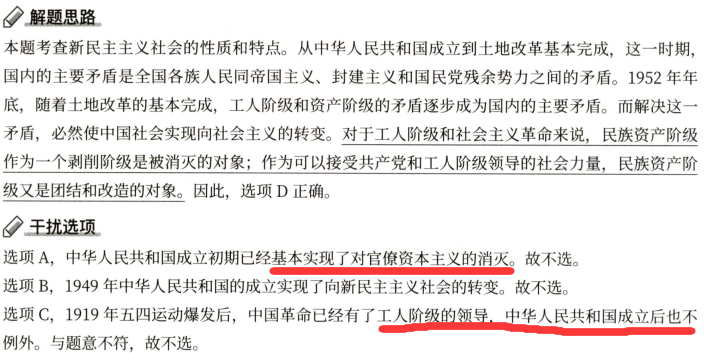 解题思路
本题考查新民主主义社会的性质和特点。从中华人民共和国成立到土地改革基本完成，这一时期，
国内的主要矛盾是全国各族人民同帝国主义、封建主义和国民党残余势力之间的矛盾。1952 年年
底，随着土地改革的基本完成，工人阶级和资产阶级的矛盾逐步成为国内的主要矛盾。而解决这一
矛盾，必然使中国社会实现向社会主义的转变。对于工人阶级和社会主义革命来说，民族资产阶级
作为一个剥削阶级是被消灭的对象；作为可以接受共产党和工人阶级领导的社会力量，民族资产阶
级又是团结和改造的对象。因此，选项 D 正确。
干扰选项
选项 A，中华人民共和国成立初期已经基本实现了对官僚资本主义的消灭。故不选。
选项 B，1949 年中华人民共和国的成立实现了向新民主主义社会的转变。故不选。
选项 C，1919 年五四运动爆发后，中国革命已经有了工人阶级的领导，中华人民共和国成立后也不
例外。与题意不符，故不选。